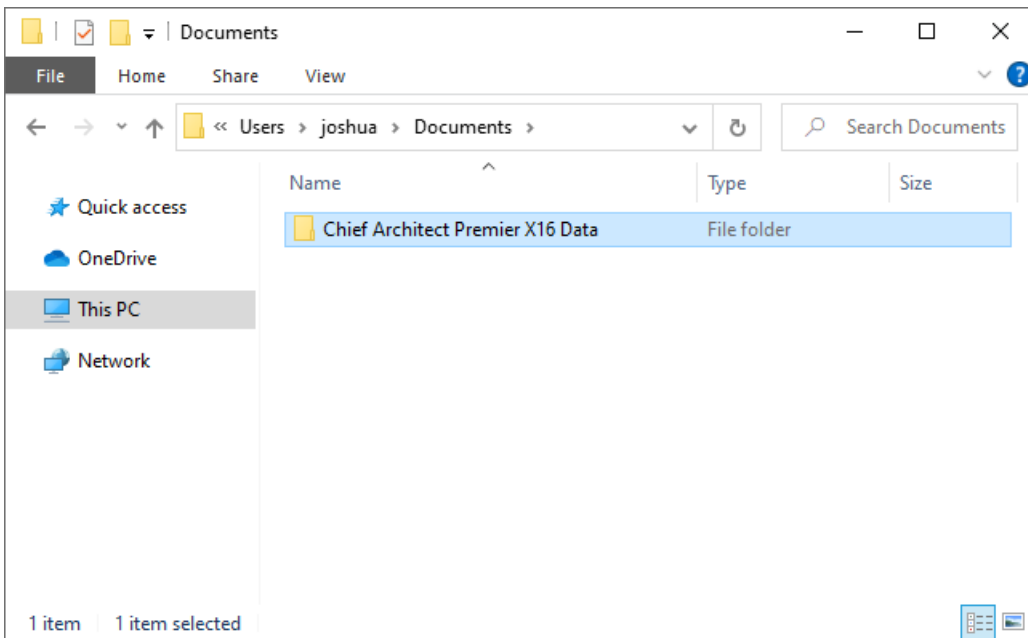 Documents
File Home Share View ?
« Users > joshua > Documents > Search Documents
Name Type Size
Quick access
Chief Architect Premier X16 Data File folder
OneDrive
This PC
Network
1 item 1 item selected